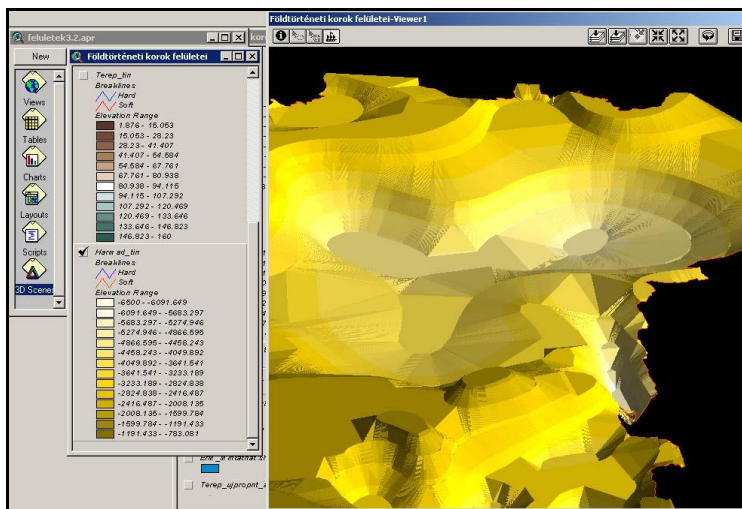 Földtörténeti korok felületei-Viewer1
feluletek3.2.apr
New
Views
Tables
Charts
Layouts
Scripts
3D Scenes
Földtörténeti korok felületei
Terep_tin
Breaklines
Hard
Soft
Elevation Range
1.876 - 15.053
15.053 - 28.23
28.23 - 41.407
41.407 - 54.584
54.584 - 67.761
67.761 - 80.938
80.938 - 94.115
94.115 - 107.292
107.292 - 120.469
120.469 - 133.646
133.646 - 146.823
146.823 - 160
Harmad_tin
Breaklines
Hard
Soft
Elevation Range
-6500 - -6091.649
-6091.649 - -5683.297
-5683.297 - -5274.946
-5274.946 - -4866.595
-4866.595 - -4458.243
-4458.243 - -4049.892
-4049.892 - -3641.541
-3641.541 - -3233.189
-3233.189 - -2824.838
-2824.838 - -2416.487
-2416.487 - -2008.135
-2008.135 - -1599.784
-1599.784 - -1191.433
-1191.433 - -783.081